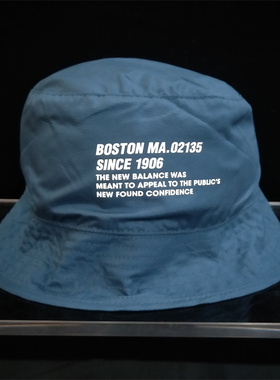 BOSTON MA.02135
SINCE 1906
THE NEW BALANCE WAS
MEANT TO APPEAL TO THE PUBLIC'S
NEW FOUND CONFIDENCE